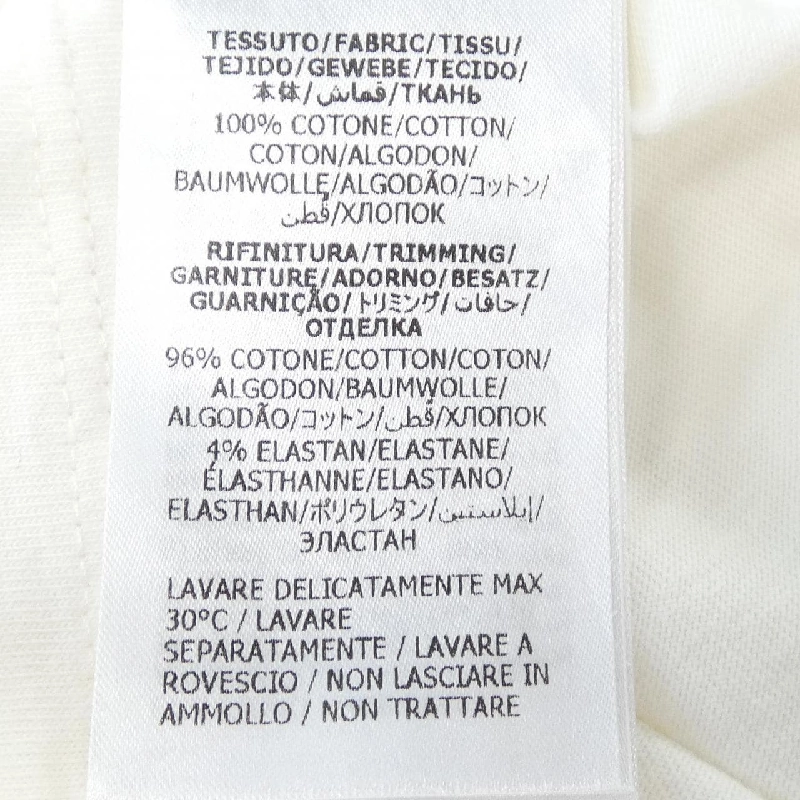 TESSUTO/FABRIC/TISSU/
TEJIDO/GEWEBE/TECIDO/
本体/قماش/ТКАНЬ
100% COTONE/COTTON/
COTON/ALGODON/
BAUMWOLLE/ALGODÃO/コットン/
قطن/ХЛОПОК
RIFINITURA/TRIMMING/
GARNITURE/ADORNO/BESATZ/
GUARNIÇÃO/トリミング/حافات/
ОТДЕЛКА
96% COTONE/COTTON/COTON/
ALGODON/BAUMWOLLE/
ALGODÃO/コットン/قطن/ХЛОПОК
4% ELASTAN/ELASTANE/
ÉLASTHANNE/ELASTANO/
ELASTHAN/ポリウレタン/إيلاستين/
ЭЛАСТАН
LAVARE DELICATAMENTE MAX
30°C / LAVARE
SEPARATAMENTE / LAVARE A
ROVESCIO / NON LASCIARE IN
AMMOLLO / NON TRATTARE